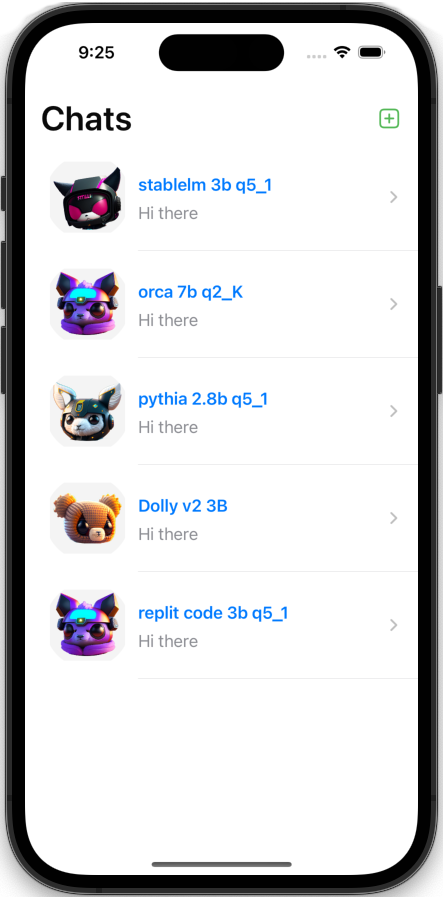 9:25
Chats
stablelm 3b q5_1
Hi there
orca 7b q2_K
Hi there
pythia 2.8b q5_1
Hi there
Dolly v2 3B
Hi there
replit code 3b q5_1
Hi there